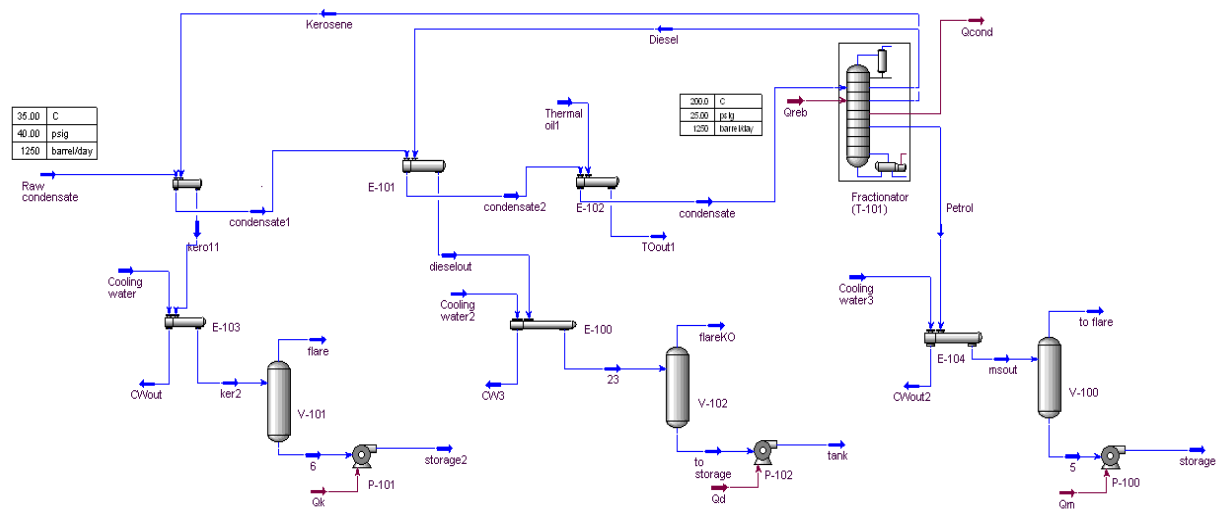 Kerosene
Qcond
Diesel
35.00 C
40.00 psig
1250 barrel/day
Thermal
oil1
200.0 C
25.00 psig
1250 barrel/day
Qreb
Raw
condensate
E-101
condensate1
condensate2
E-102
condensate
Fractionator
(T-101)
Petrol
kero11
TOout1
dieselout
Cooling
water
Cooling
water2
Cooling
water3
E-103
E-100
E-104
flare
flareKO
to flare
CWout
ker2
CW3
23
CWout2
msout
V-101
V-102
V-100
6
storage2
to
storage
tank
5
storage
P-101
P-102
P-100
Qk
Qd
Qm